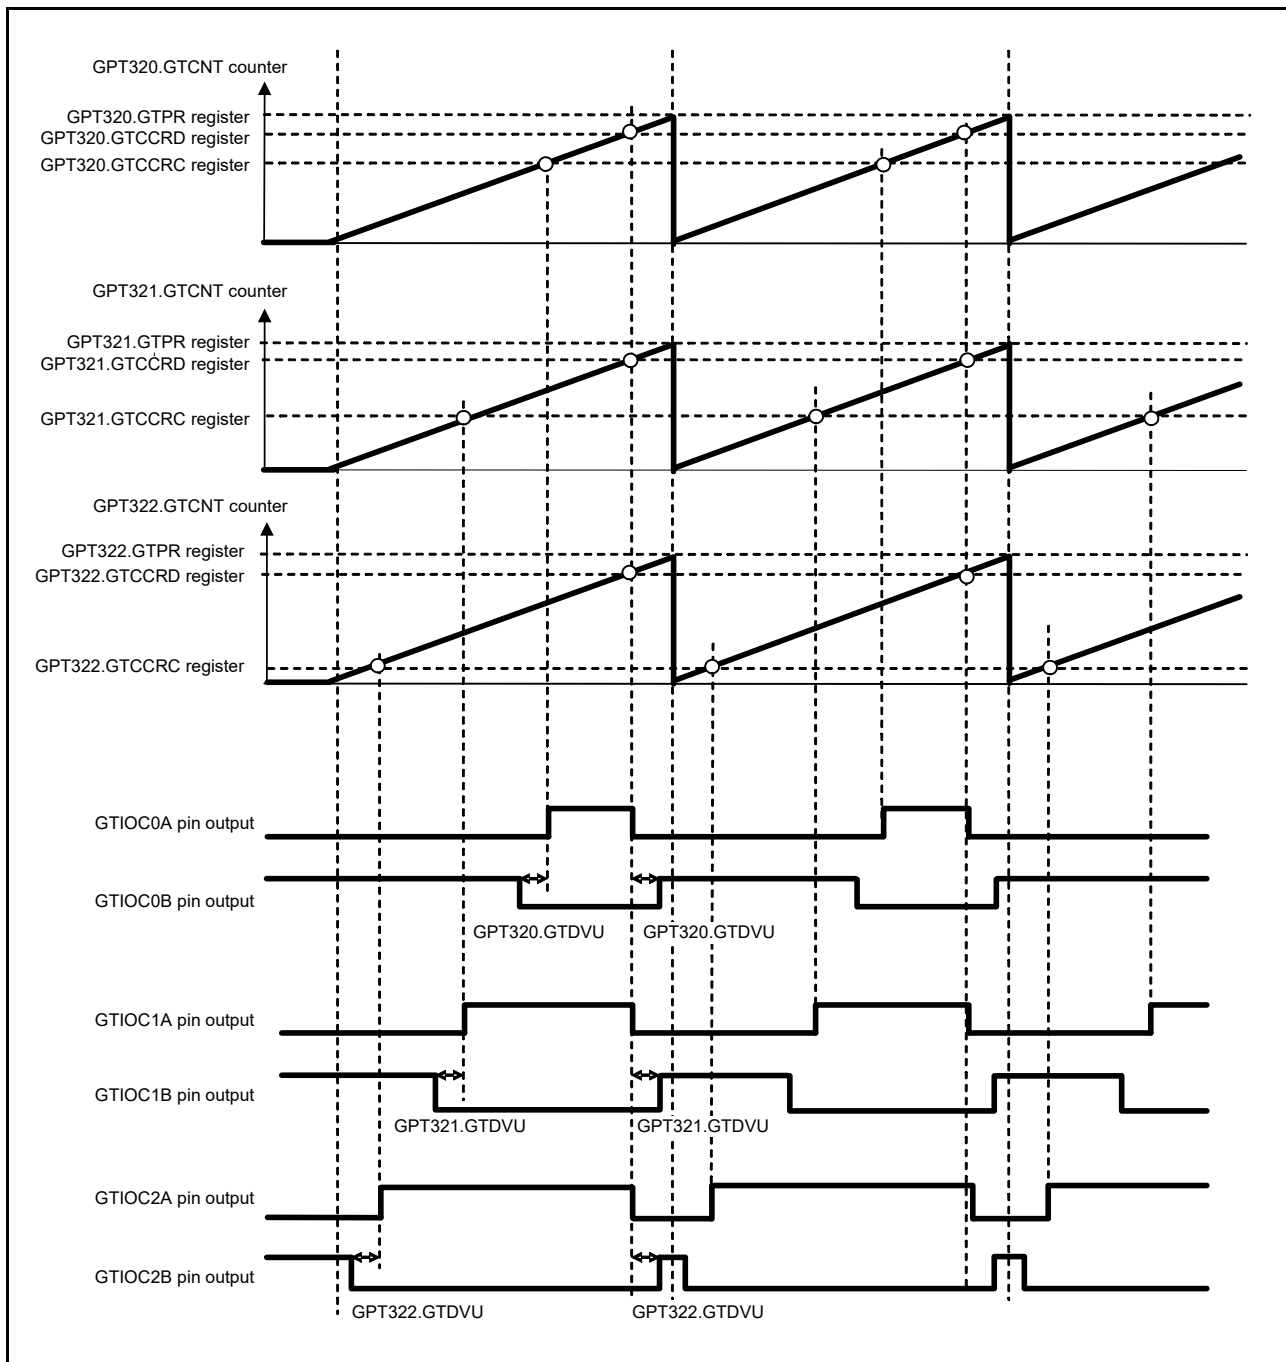 GPT320.GTCNT counter
GPT320.GTPR register
GPT320.GTCCRD register
GPT320.GTCCRC register
GPT321.GTCNT counter
GPT321.GTPR register
GPT321.GTCCRD register
GPT321.GTCCRC register
GPT322.GTCNT counter
GPT322.GTPR register
GPT322.GTCCRD register
GPT322.GTCCRC register
GTIOC0A pin output
GTIOC0B pin output
GPT320.GTDVU GPT320.GTDVU
GTIOC1A pin output
GTIOC1B pin output
GPT321.GTDVU GPT321.GTDVU
GTIOC2A pin output
GTIOC2B pin output
GPT322.GTDVU GPT322.GTDVU